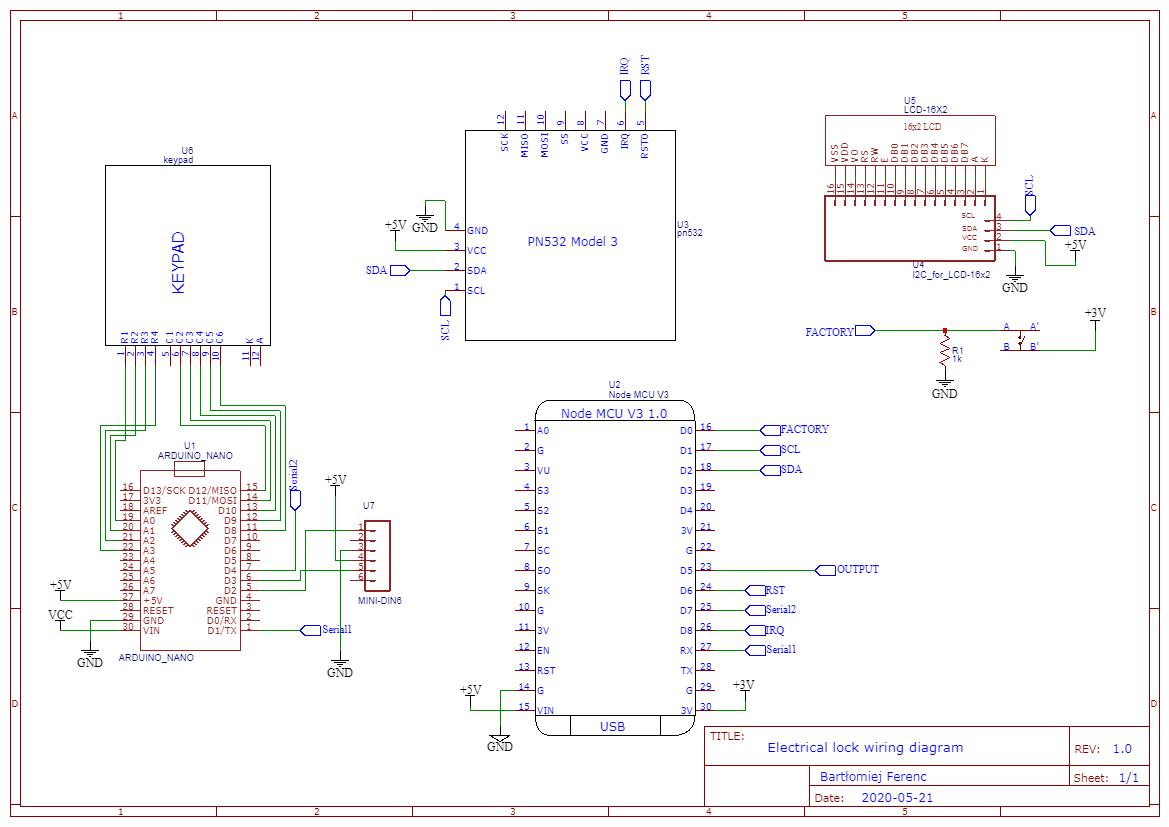 1 2 3 4 5
A A
B B
C C
D D
1 2 3 4 5
U6
keypad
KEYPAD
R1 R2 R3 R4 C1 C2 C3 C4 C5 C6 K A
1 2 3 4 5 6 7 8 9 10 11 12
IRQ RST
12 11 10 9 8 7 6 5
SCK MISO MOSI SS VCC GND IRQ RSTO
PN532 Model 3
U3
pn532
GND
+5V
SDA
SCL
4 GND
3 VCC
2 SDA
1 SCL
U5
LCD-16X2
16x2 LCD
VSS VDD VO RS RW E DB0 DB1 DB2 DB3 DB4 DB5 DB6 DB7 A K
16 15 14 13 12 11 10 9 8 7 6 5 4 3 2 1
SCL 4
SDA 3
VCC 2
GND 1
SCL
SDA
+5V
GND
U4
I2C_for_LCD-16x2
FACTORY
R1
1k
GND
A A'
B B'
+3V
U1
ARDUINO_NANO
16 D13/SCK D12/MISO 15
17 3V3 D11/MOSI 14
18 AREF D10 13
19 A0 D9 12
20 A1 D8 11
21 A2 D7 10
22 A3 D6 9
23 A4 D5 8
24 A5 D4 7
25 A6 D3 6
26 A7 D2 5
27 +5V GND 4
28 RESET RESET 3
29 GND D0/RX 2
30 VIN D1/TX 1
ARDUINO_NANO
+5V
VCC
GND
Serial2
Serial1
+5V
U7
1
2
3
4
5
6
MINI-DIN6
GND
U2
Node MCU V3
Node MCU V3 1.0
1 A0 D0 16 FACTORY
2 G D1 17 SCL
3 VU D2 18 SDA
4 S3 D3 19
5 S2 D4 20
6 S1 3V 21
7 SC G 22
8 SO D5 23 OUTPUT
9 SK D6 24 RST
10 G D7 25 Serial2
11 3V D8 26 IRQ
12 EN RX 27 Serial1
13 RST TX 28
14 G G 29
15 VIN 3V 30
+5V
GND
+3V
USB
TITLE:
Electrical lock wiring diagram
REV: 1.0
Bartłomiej Ferenc
Sheet: 1/1
Date: 2020-05-21